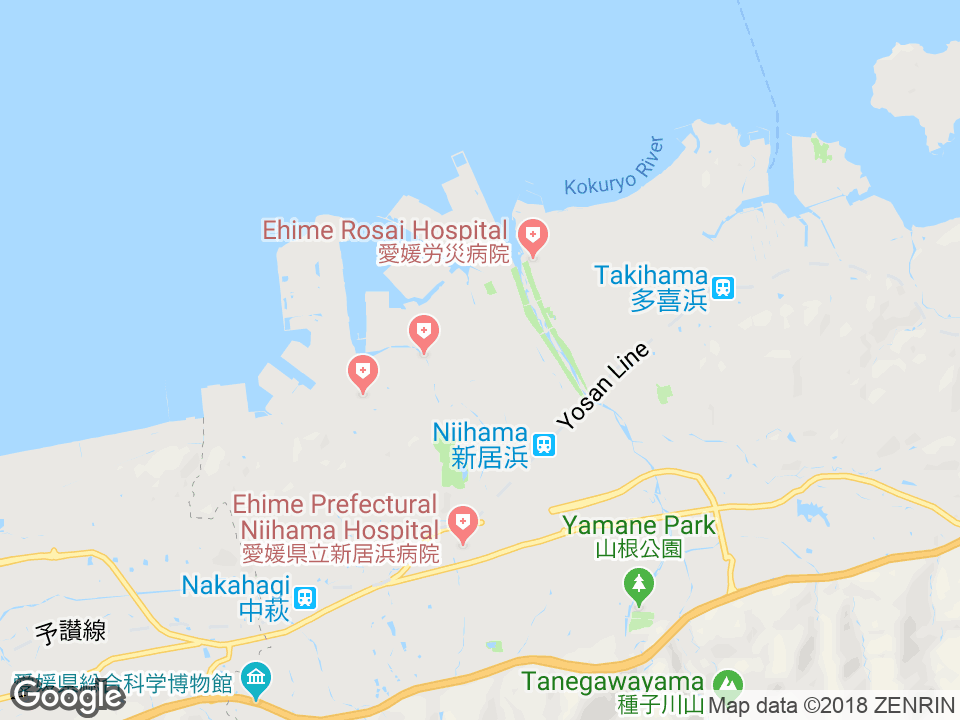 Kokuryo River
Ehime Rosai Hospital
愛媛労災病院
Takihama
多喜浜
Yosan Line
Niihama
新居浜
Ehime Prefectural
Niihama Hospital
愛媛県立新居浜病院
Yamane Park
山根公園
Nakahagi
中萩
予讃線
愛媛県総合科学博物館
Tanegawayama
種子川山
Google
Map data ©2018 ZENRIN